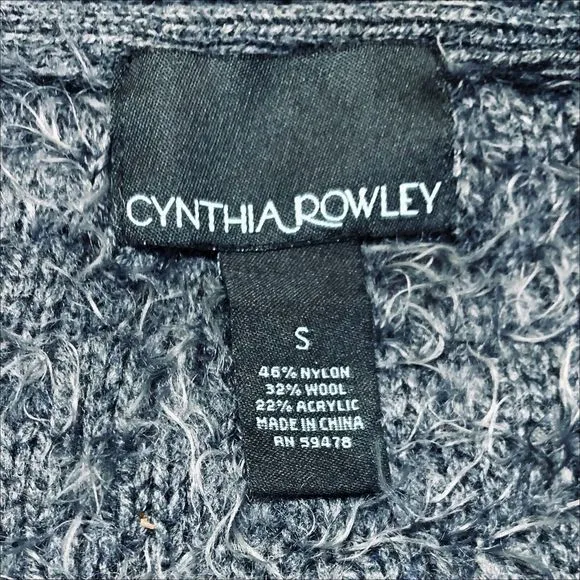 CYNTHIA ROWLEY
S
46% NYLON
32% WOOL
22% ACRYLIC
MADE IN CHINA
RN 59478